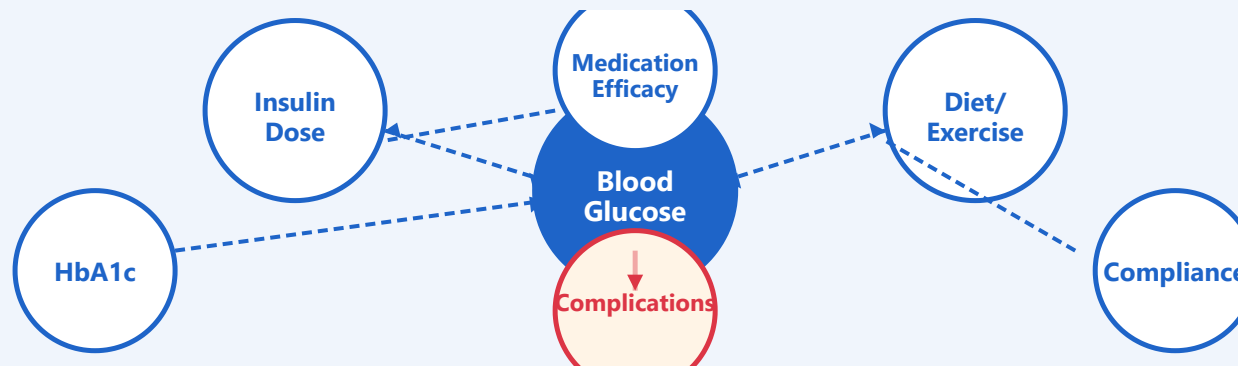 Medication
Efficacy
Insulin
Dose
Diet/
Exercise
Blood
Glucose
HbA1c
Complications
Compliance